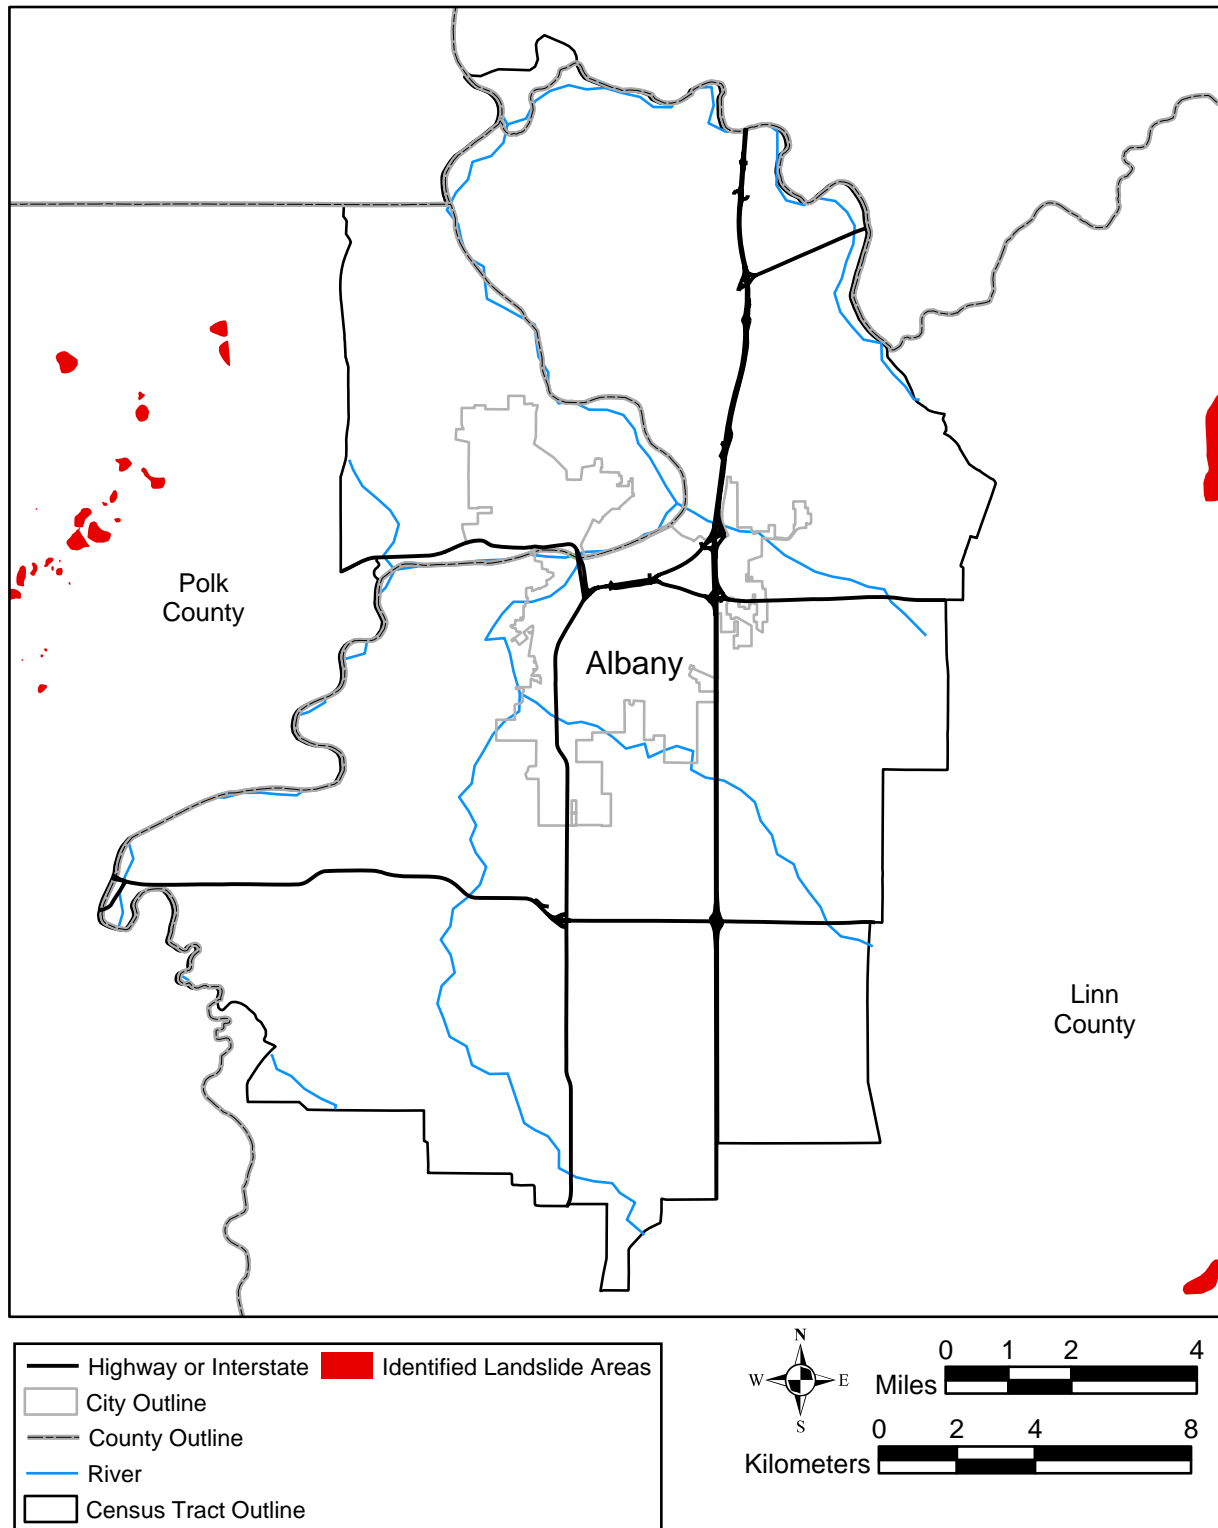 Polk
County
Albany
Linn
County
Highway or Interstate
Identified Landslide Areas
City Outline
County Outline
River
Census Tract Outline
N
W
E
S
0 1 2 4
Miles
0 2 4 8
Kilometers